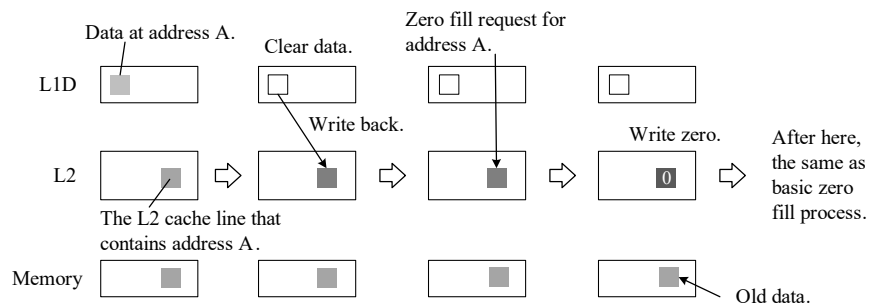 Data at address A.
Clear data.
Zero fill request for
address A.
L1D
Write back.
Write zero.
L2
0
After here,
the same as
basic zero
fill process.
The L2 cache line that
contains address A.
Memory
Old data.